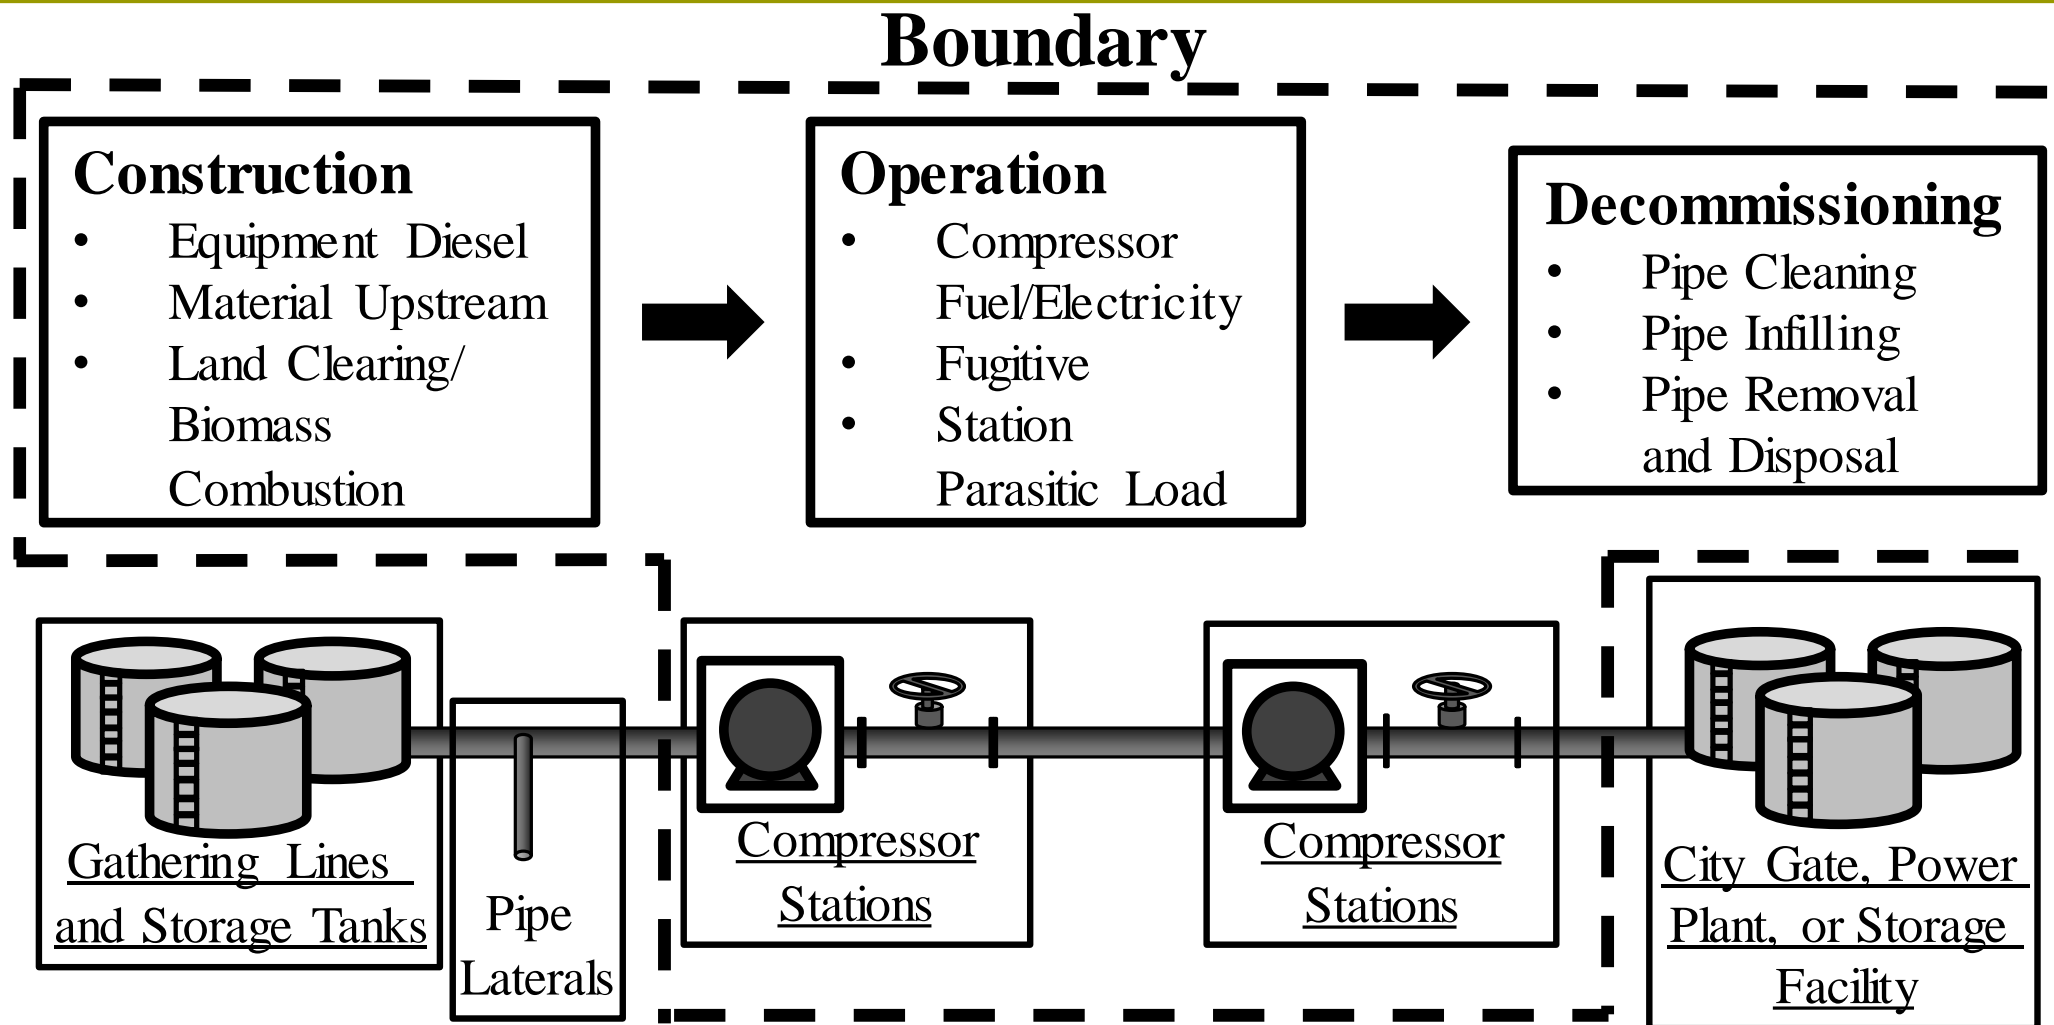 Boundary
Construction
• Equipment Diesel
• Material Upstream
• Land Clearing/
Biomass
Combustion
Operation
• Compressor
Fuel/Electricity
• Fugitive
• Station
Parasitic Load
Decommissioning
• Pipe Cleaning
• Pipe Infilling
• Pipe Removal
and Disposal
Gathering Lines
and Storage Tanks
Pipe
Laterals
Compressor
Stations
Compressor
Stations
City Gate, Power
Plant, or Storage
Facility